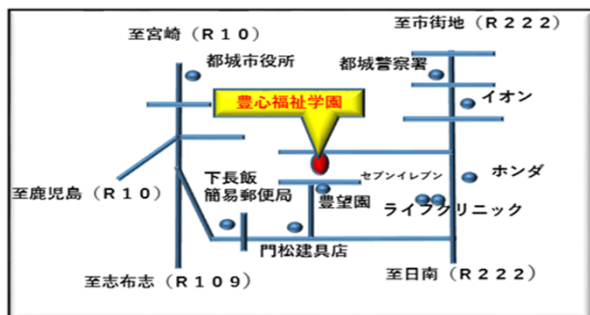 至宮崎（R１０）
至市街地（R２２２）
都城市役所
都城警察署
イオン
豊心福祉学園
セブンイレブン
ホンダ
下長飯
簡易郵便局
至鹿児島（R１０）
豊望園
ライフクリニック
門松建具店
至志布志（R１０９）
至日南（R２２２）